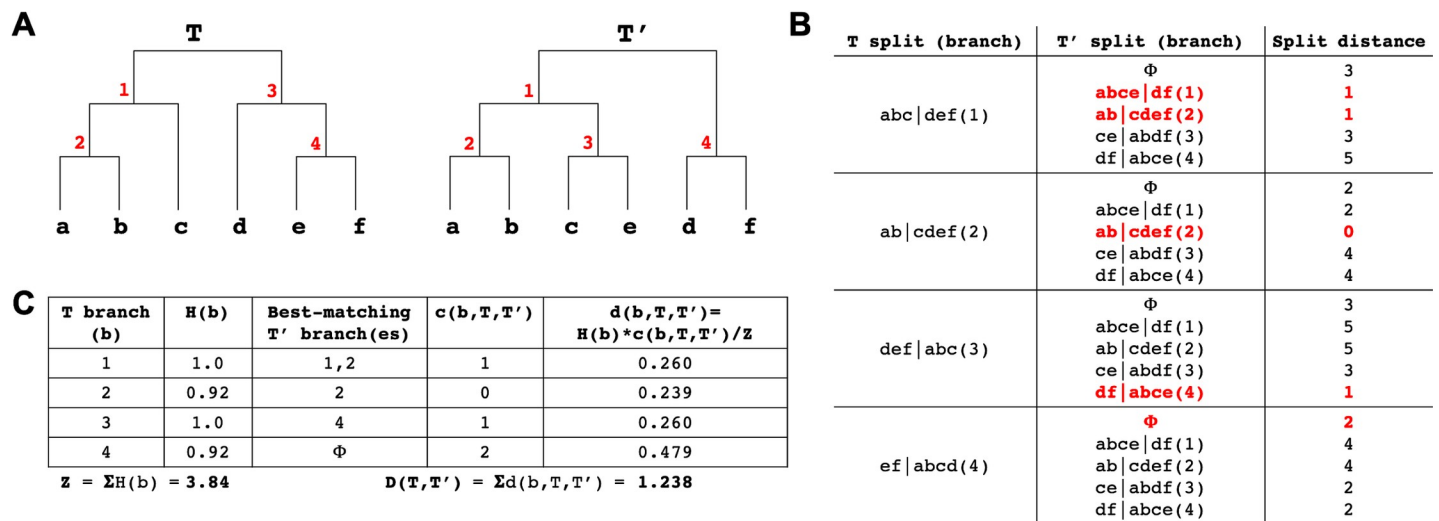 A
T
T′
1
3
1
2
4
2
3
4
a b c d e f
a b c e d f
B
T split (branch) T′ split (branch) Split distance
abc|def(1)
Φ 3
abce|df(1) 1
ab|cdef(2) 1
ce|abdf(3) 3
df|abce(4) 5
ab|cdef(2)
Φ 2
abce|df(1) 2
ab|cdef(2) 0
ce|abdf(3) 4
df|abce(4) 4
def|abc(3)
Φ 3
abce|df(1) 5
ab|cdef(2) 5
ce|abdf(3) 3
df|abce(4) 1
ef|abcd(4)
Φ 2
abce|df(1) 4
ab|cdef(2) 4
ce|abdf(3) 2
df|abce(4) 2
C
T branch (b) H(b) Best-matching T′ branch(es) c(b,T,T′) d(b,T,T′)= H(b)*c(b,T,T′)/Z
1 1.0 1,2 1 0.260
2 0.92 2 0 0.239
3 1.0 4 1 0.260
4 0.92 Φ 2 0.479
Z = ΣH(b) = 3.84 D(T,T′) = Σd(b,T,T′) = 1.238